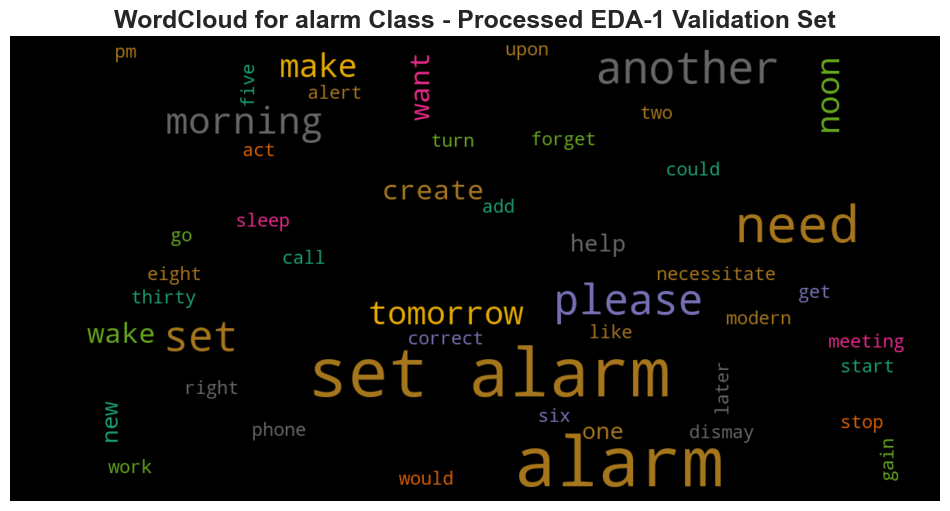 WordCloud for alarm Class - Processed EDA-1 Validation Set
pm
upon
make
another
want
five
noon
alert
two
morning
turn
forget
act
could
create
add
sleep
need
go
help
call
eight
necessitate
thirty
please
get
tomorrow
modern
wake
set
correct
like
meeting
set alarm
start
right
later
new
six
stop
phone
one
dismay
alarm
work
would
gain